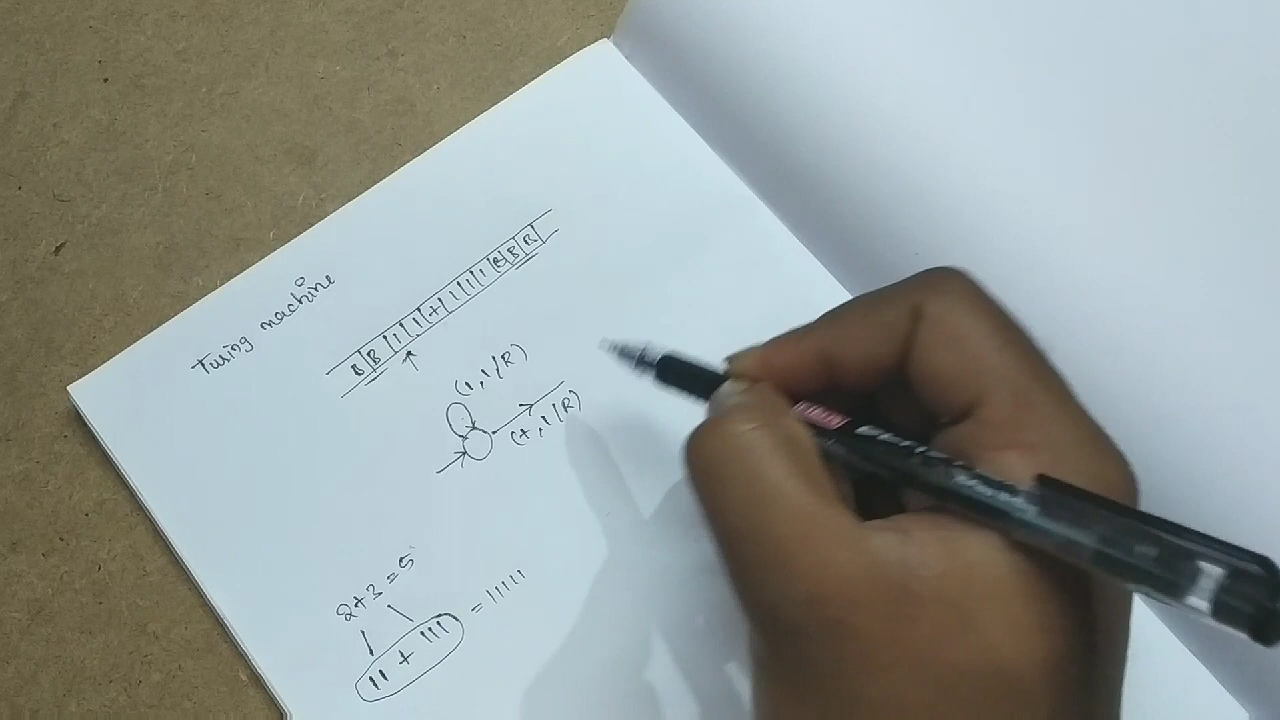 Turing machine
B B 1 1 + 1 1 1 B B B
(1,1/R)
(+,1/R)
2+3=5
11 + 111 = 11111